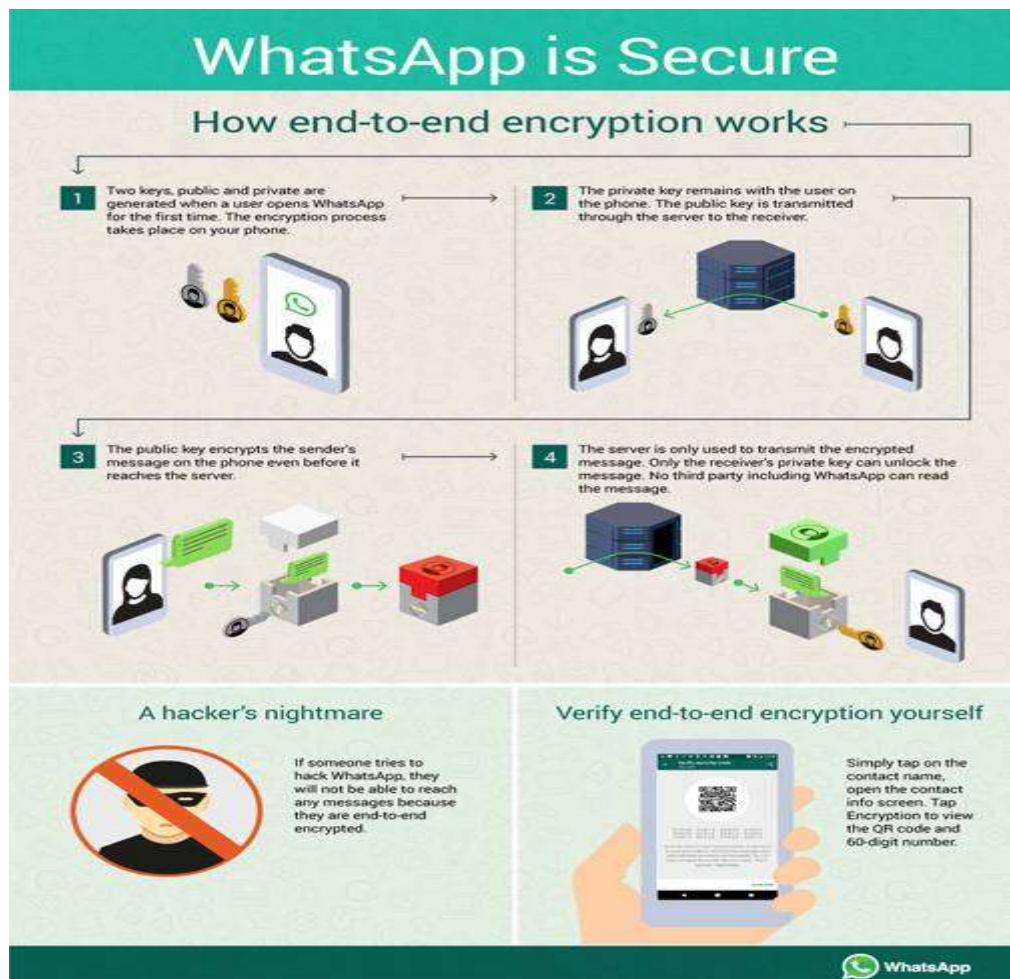 WhatsApp is Secure
How end-to-end encryption works
1
Two keys, public and private are
generated when a user opens WhatsApp
for the first time. The encryption process
takes place on your phone.
2
The private key remains with the user on
the phone. The public key is transmitted
through the server to the receiver.
3
The public key encrypts the sender's
message on the phone even before it
reaches the server.
4
The server is only used to transmit the encrypted
message. Only the receiver's private key can unlock the
message. No third party including WhatsApp can read
the message.
A hacker's nightmare
If someone tries to
hack WhatsApp, they
will not be able to reach
any messages because
they are end-to-end
encrypted.
Verify end-to-end encryption yourself
Simply tap on the
contact name,
open the contact
info screen. Tap
Encryption to view
the QR code and
60-digit number.
WhatsApp